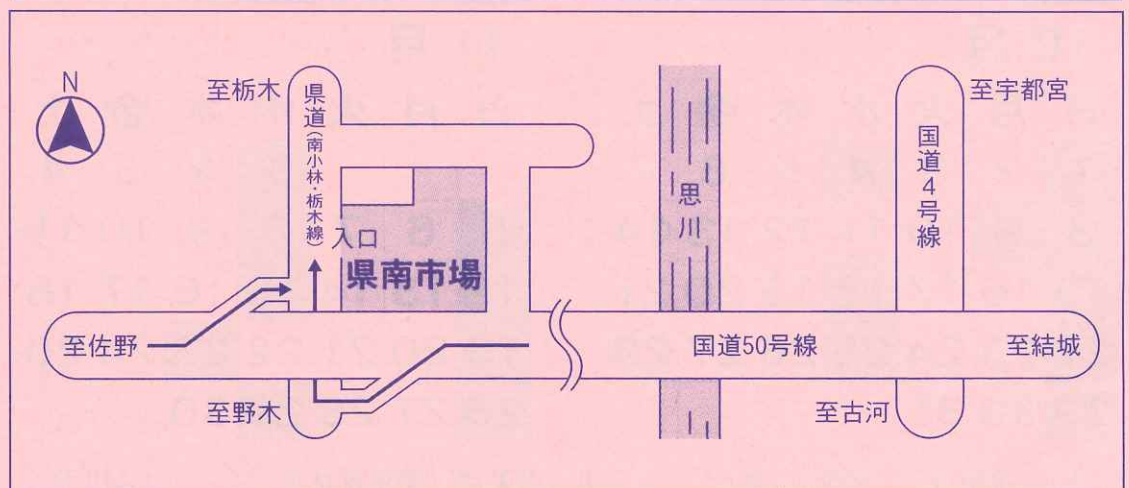 N
至栃木
県道(南小林・栃木線)
入口
県南市場
至佐野
至野木
思川
国道50号線
国道4号線
至宇都宮
至結城
至古河